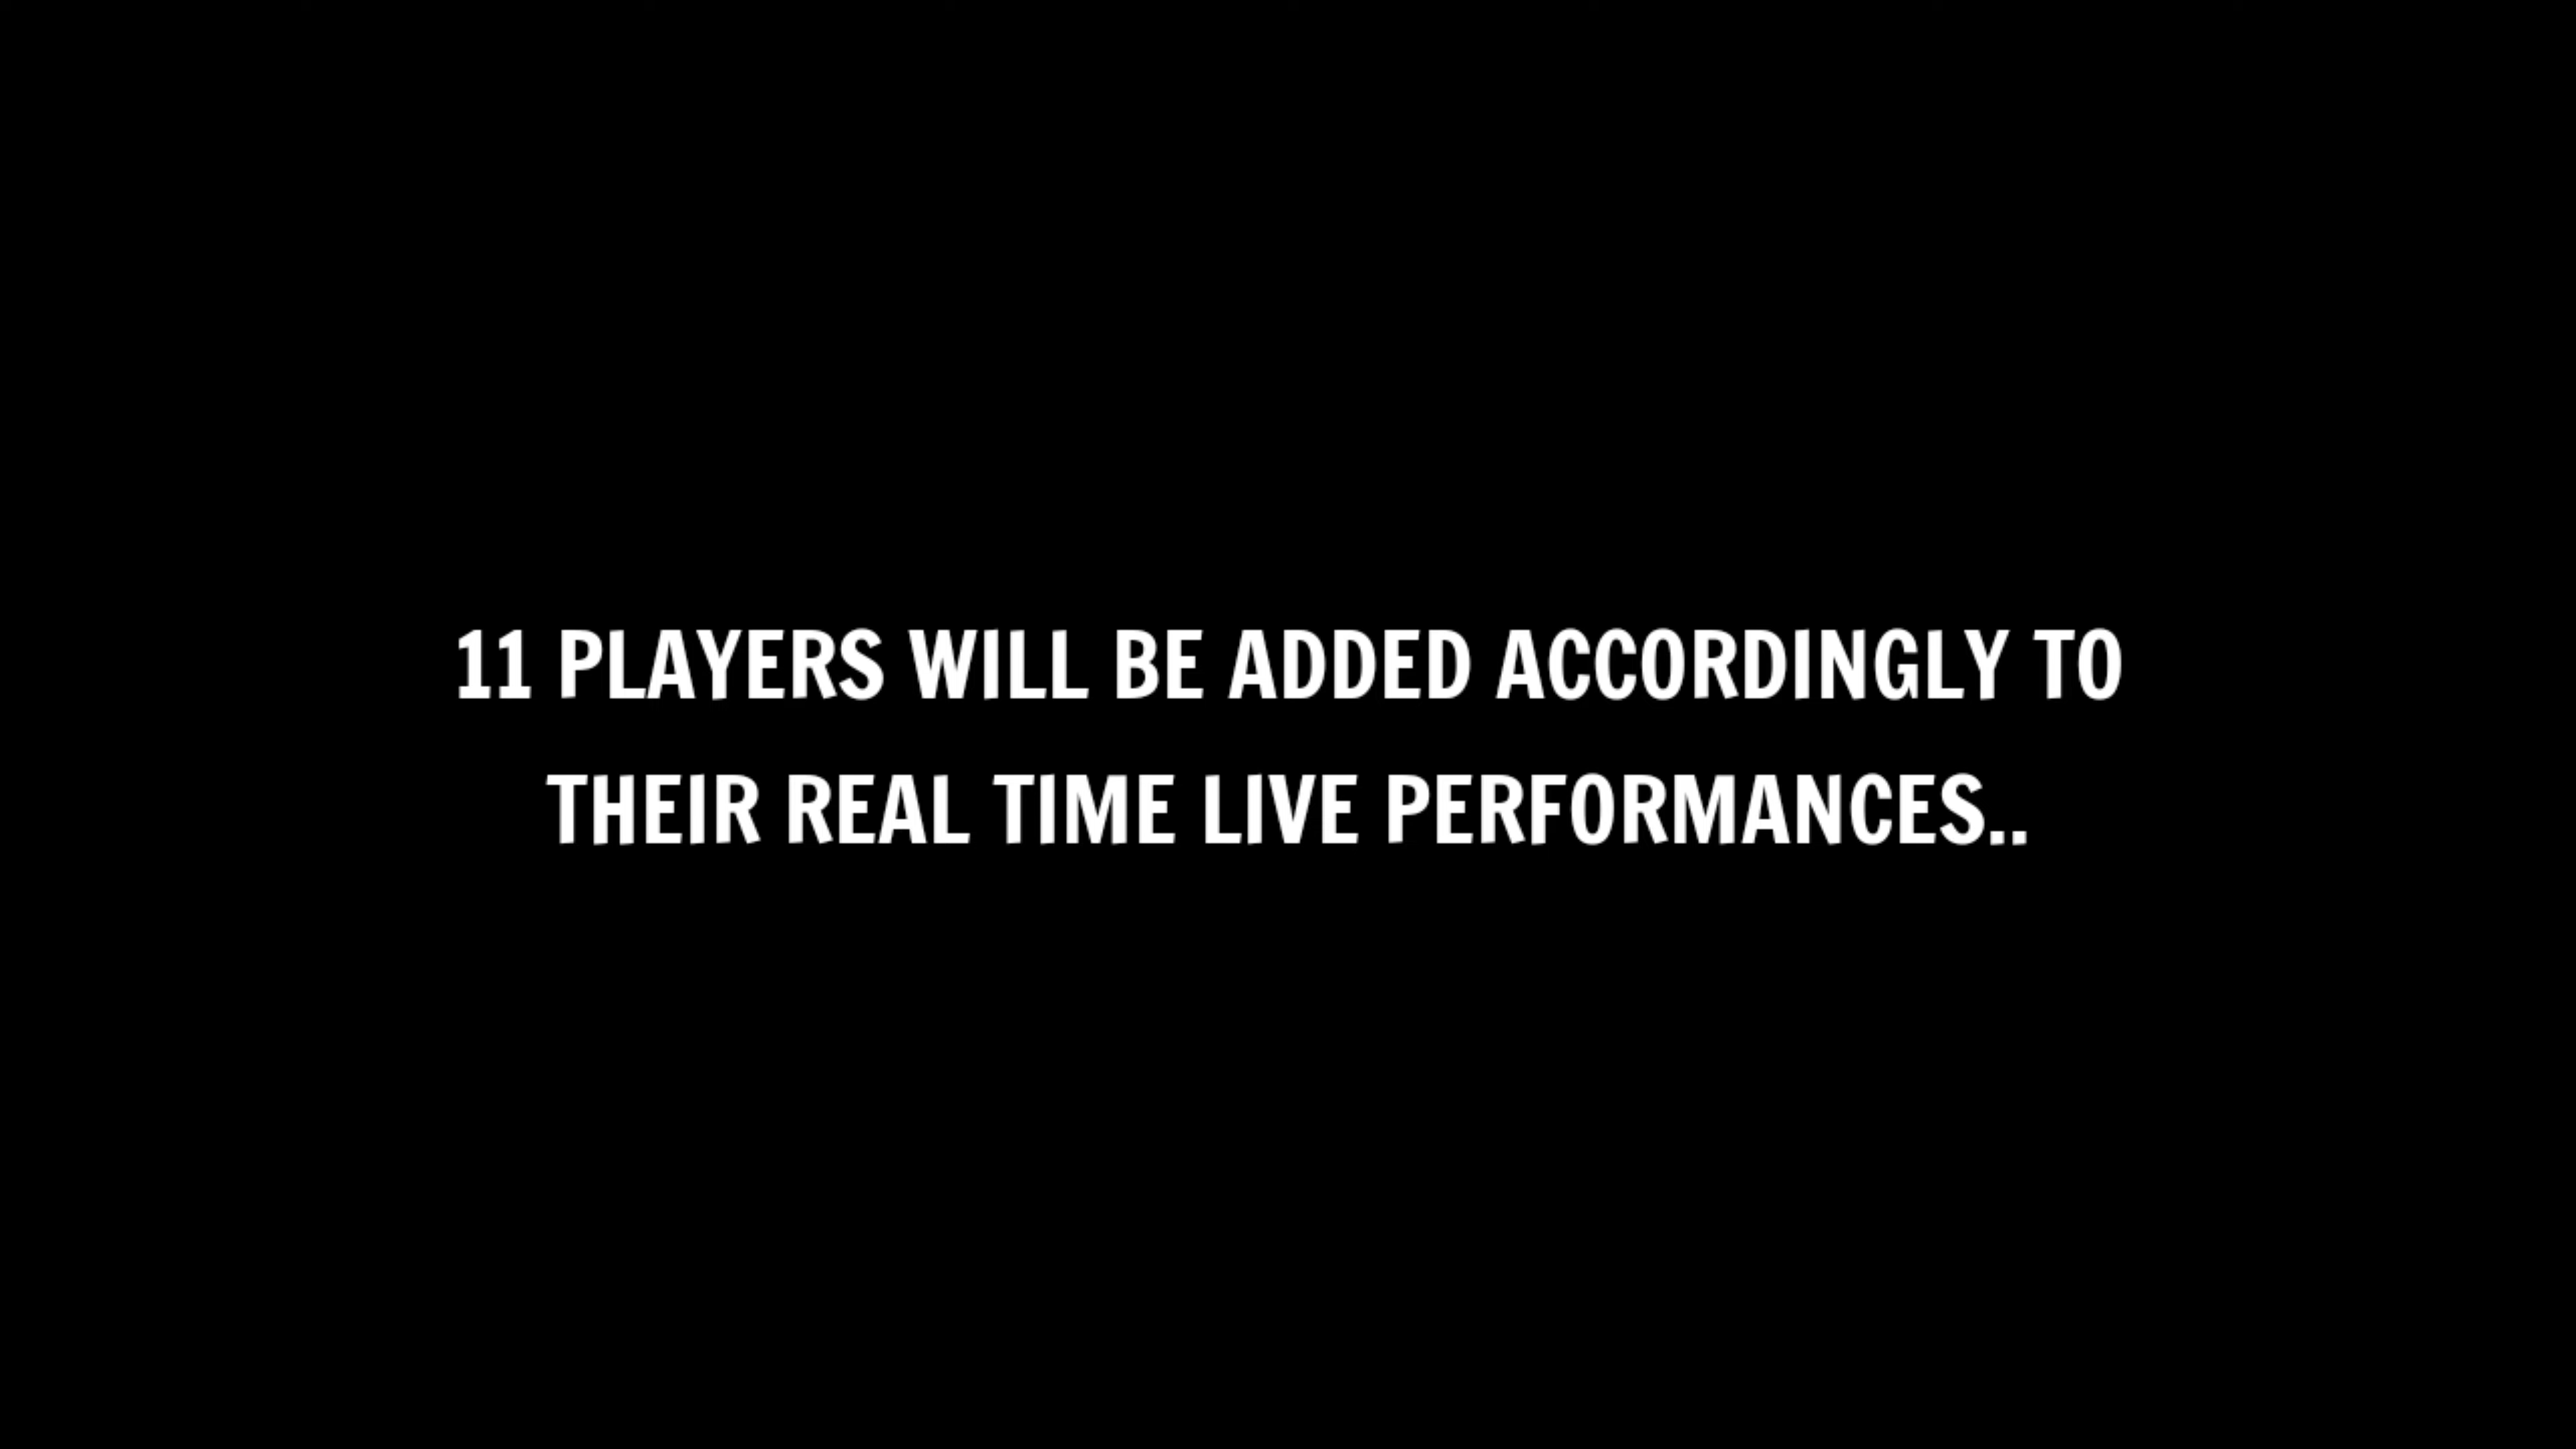 11 PLAYERS WILL BE ADDED ACCORDINGLY TO
THEIR REAL TIME LIVE PERFORMANCES..